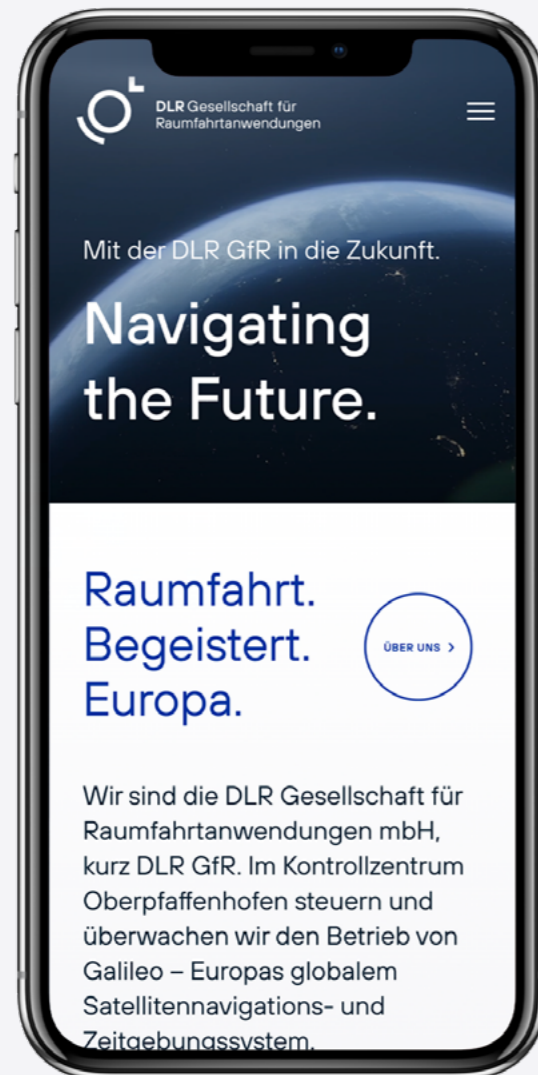 DLR Gesellschaft für
Raumfahrtanwendungen
Mit der DLR GfR in die Zukunft.
Navigating
the Future.
Raumfahrt.
Begeistert.
Europa.
ÜBER UNS >
Wir sind die DLR Gesellschaft für
Raumfahrtanwendungen mbH,
kurz DLR GfR. Im Kontrollzentrum
Oberpfaffenhofen steuern und
überwachen wir den Betrieb von
Galileo – Europas globalem
Satellitennavigations- und
Zeitgebungssystem.